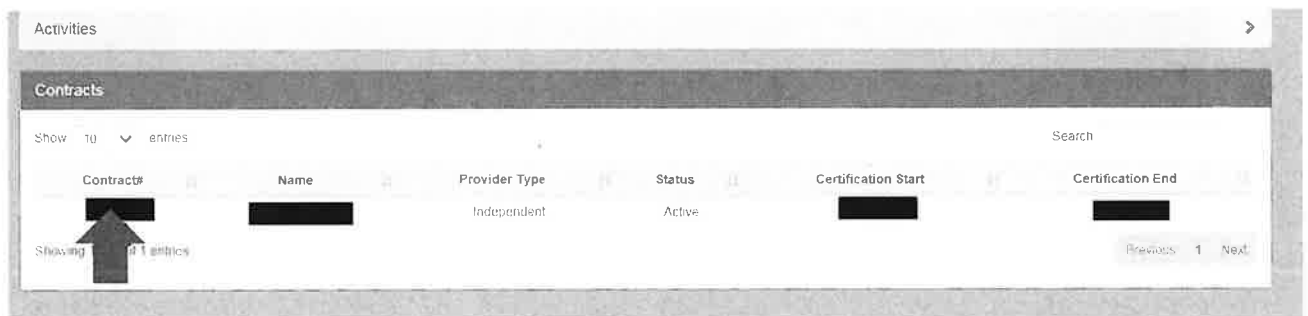 Activities
Contracts
Show 10 entries Search
Contract# Name Provider Type Status Certification Start Certification End
Independent Active
Showing of 1 entries Previous 1 Next